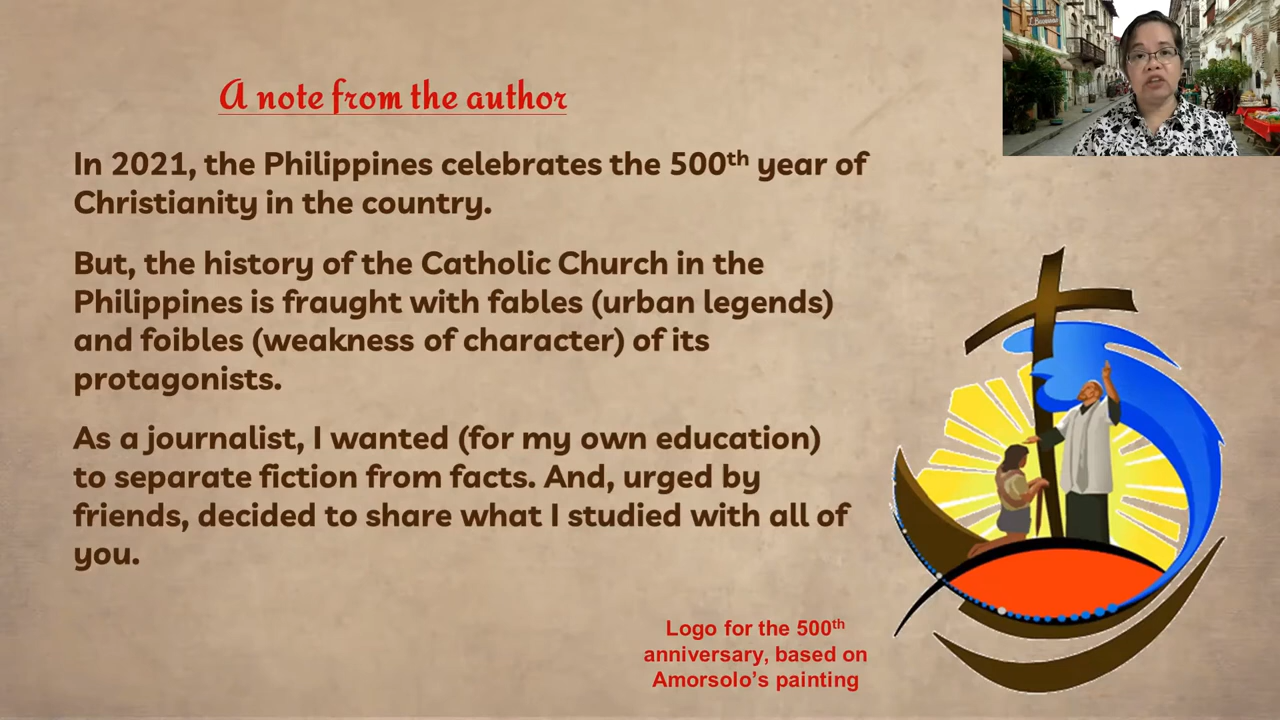 A note from the author
In 2021, the Philippines celebrates the 500th year of
Christianity in the country.
But, the history of the Catholic Church in the
Philippines is fraught with fables (urban legends)
and foibles (weakness of character) of its
protagonists.
As a journalist, I wanted (for my own education)
to separate fiction from facts. And, urged by
friends, decided to share what I studied with all of
you.
Logo for the 500th
anniversary, based on
Amorsolo's painting